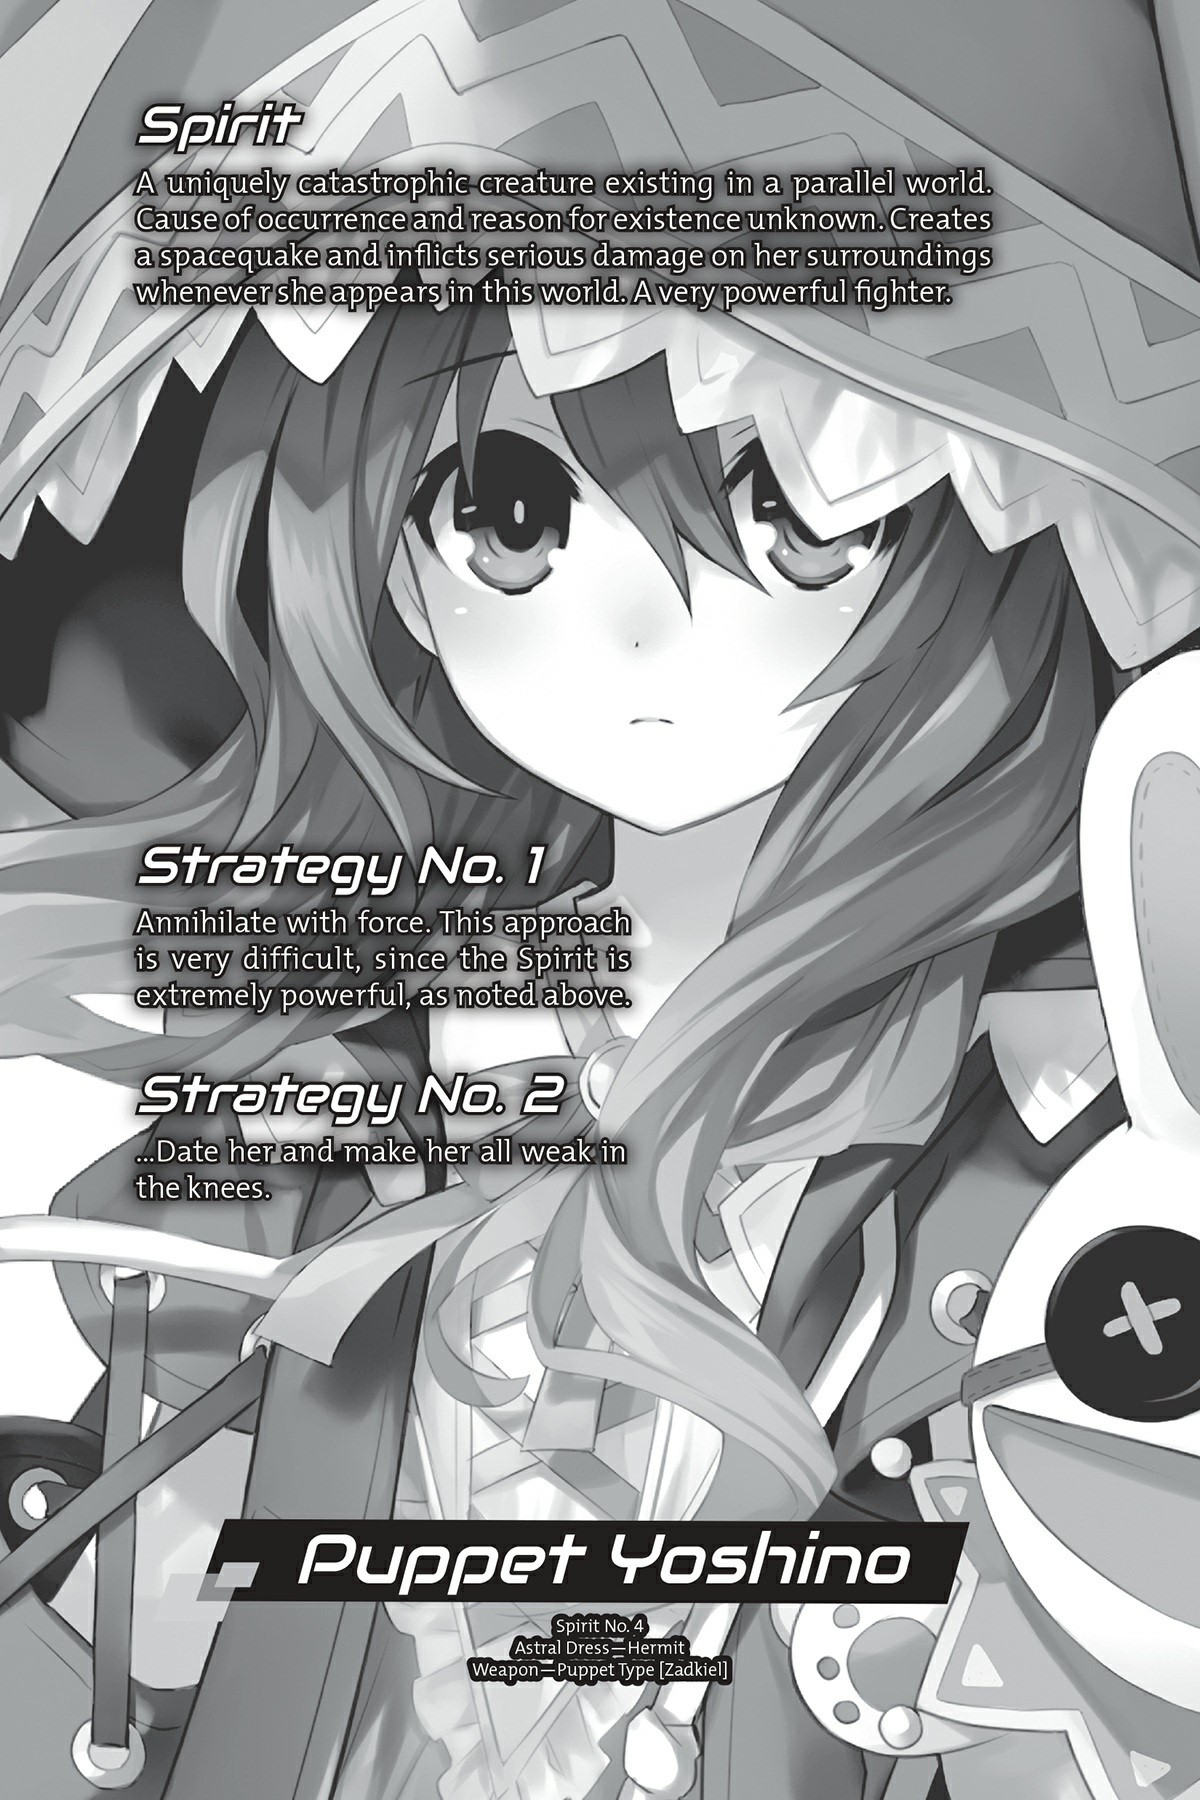 Spirit
A uniquely catastrophic creature existing in a parallel world.
Cause of occurrence and reason for existence unknown. Creates
a spacequake and inflicts serious damage on her surroundings
whenever she appears in this world. A very powerful fighter.
Strategy No. 1
Annihilate with force. This approach
is very difficult, since the Spirit is
extremely powerful, as noted above.
Strategy No. 2
...Date her and make her all weak in
the knees.
Puppet Yoshino
Spirit No. 4
Astral Dress—Hermit
Weapon—Puppet Type [Zadkiel]